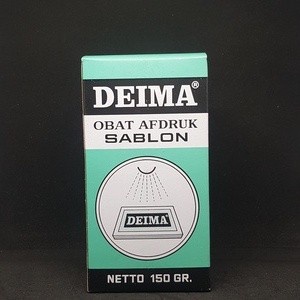 DEIMA®
OBAT AFDRUK
SABLON
DEIMA
NETTO 150 GR.